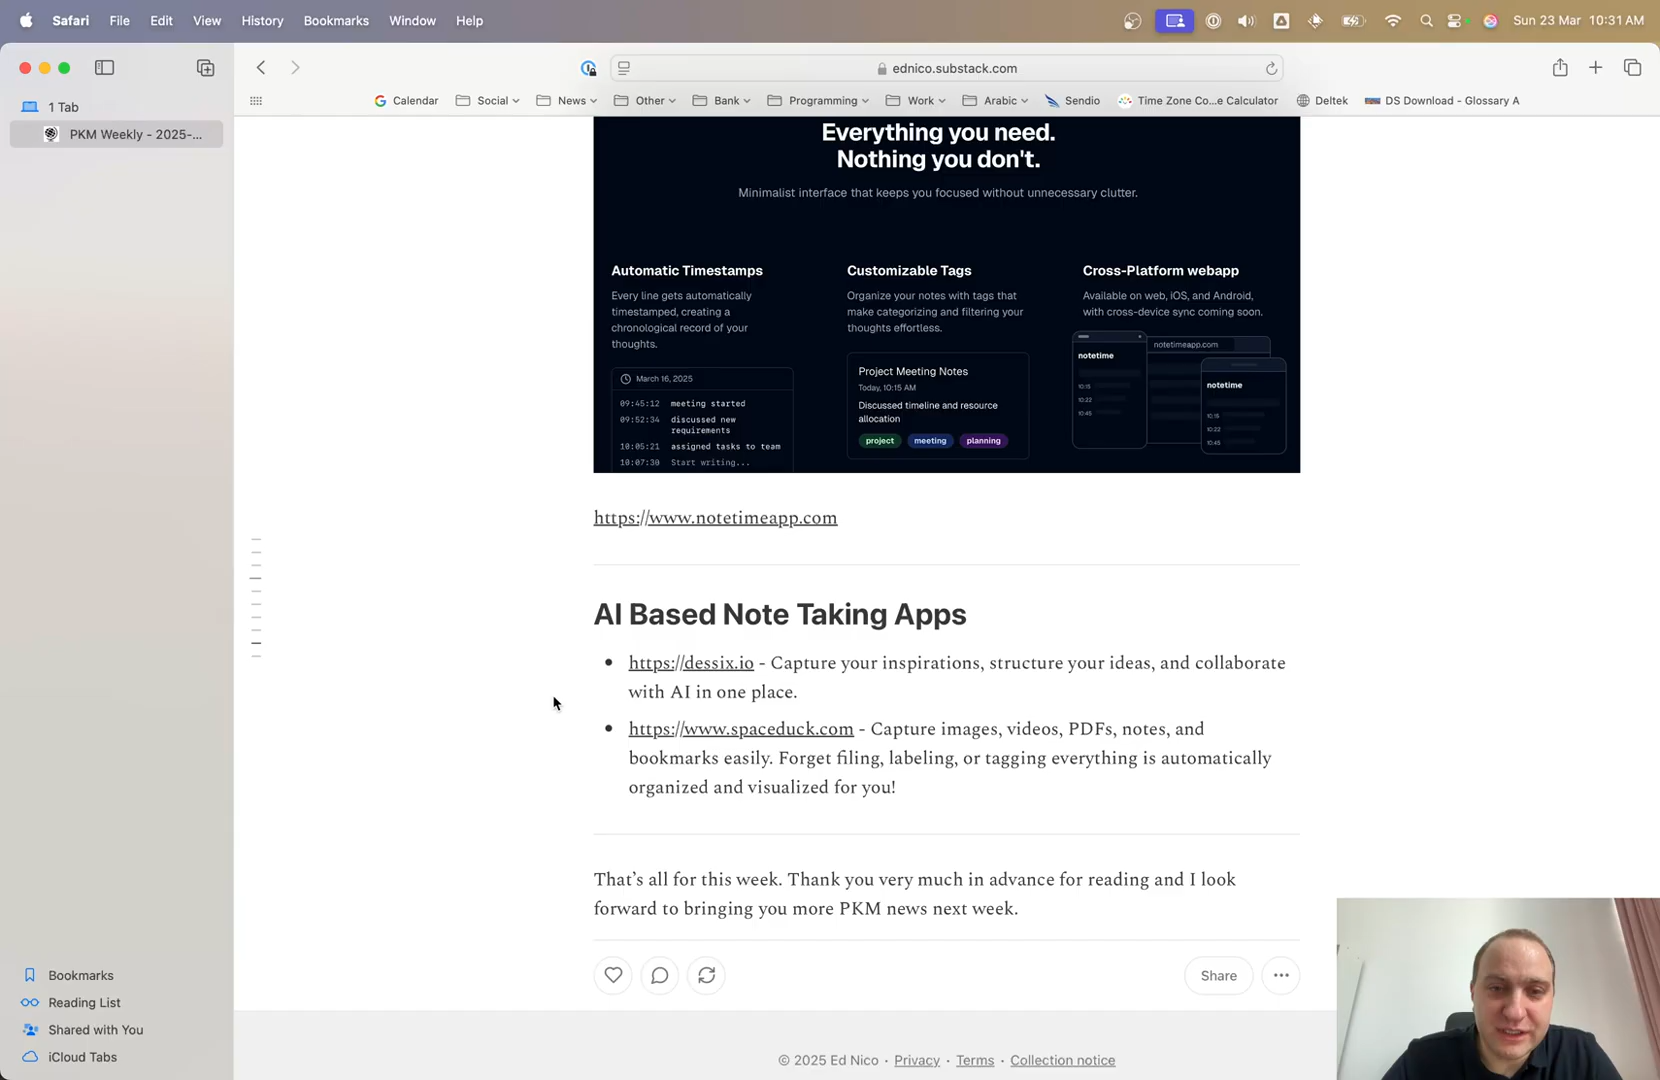 Safari File Edit View History Bookmarks Window Help
Sun 23 Mar 10:31 AM
1 Tab
PKM Weekly - 2025-...
ednico.substack.com
Calendar Social News Other Bank Programming Work Arabic Sendio Time Zone Co...e Calculator Deltek DS Download - Glossary A
Everything you need.
Nothing you don't.
Minimalist interface that keeps you focused without unnecessary clutter.
Automatic Timestamps
Every line gets automatically
timestamped, creating a
chronological record of your
thoughts.
March 16, 2025
09:45:12 meeting started
09:52:34 discussed new
requirements
10:05:21 assigned tasks to team
10:07:30 Start writing...
Customizable Tags
Organize your notes with tags that
make categorizing and filtering your
thoughts effortless.
Project Meeting Notes
Today, 10:15 AM
Discussed timeline and resource
allocation
project meeting planning
Cross-Platform webapp
Available on web, iOS, and Android,
with cross-device sync coming soon.
notetimeapp.com
notetime
10:15
10:22
10:45
notetime
10:15
10:22
10:45
https://www.notetimeapp.com
AI Based Note Taking Apps
• https://dessix.io - Capture your inspirations, structure your ideas, and collaborate
with AI in one place.
• https://www.spaceduck.com - Capture images, videos, PDFs, notes, and
bookmarks easily. Forget filing, labeling, or tagging everything is automatically
organized and visualized for you!
That’s all for this week. Thank you very much in advance for reading and I look
forward to bringing you more PKM news next week.
Share
© 2025 Ed Nico · Privacy · Terms · Collection notice
Bookmarks
Reading List
Shared with You
iCloud Tabs